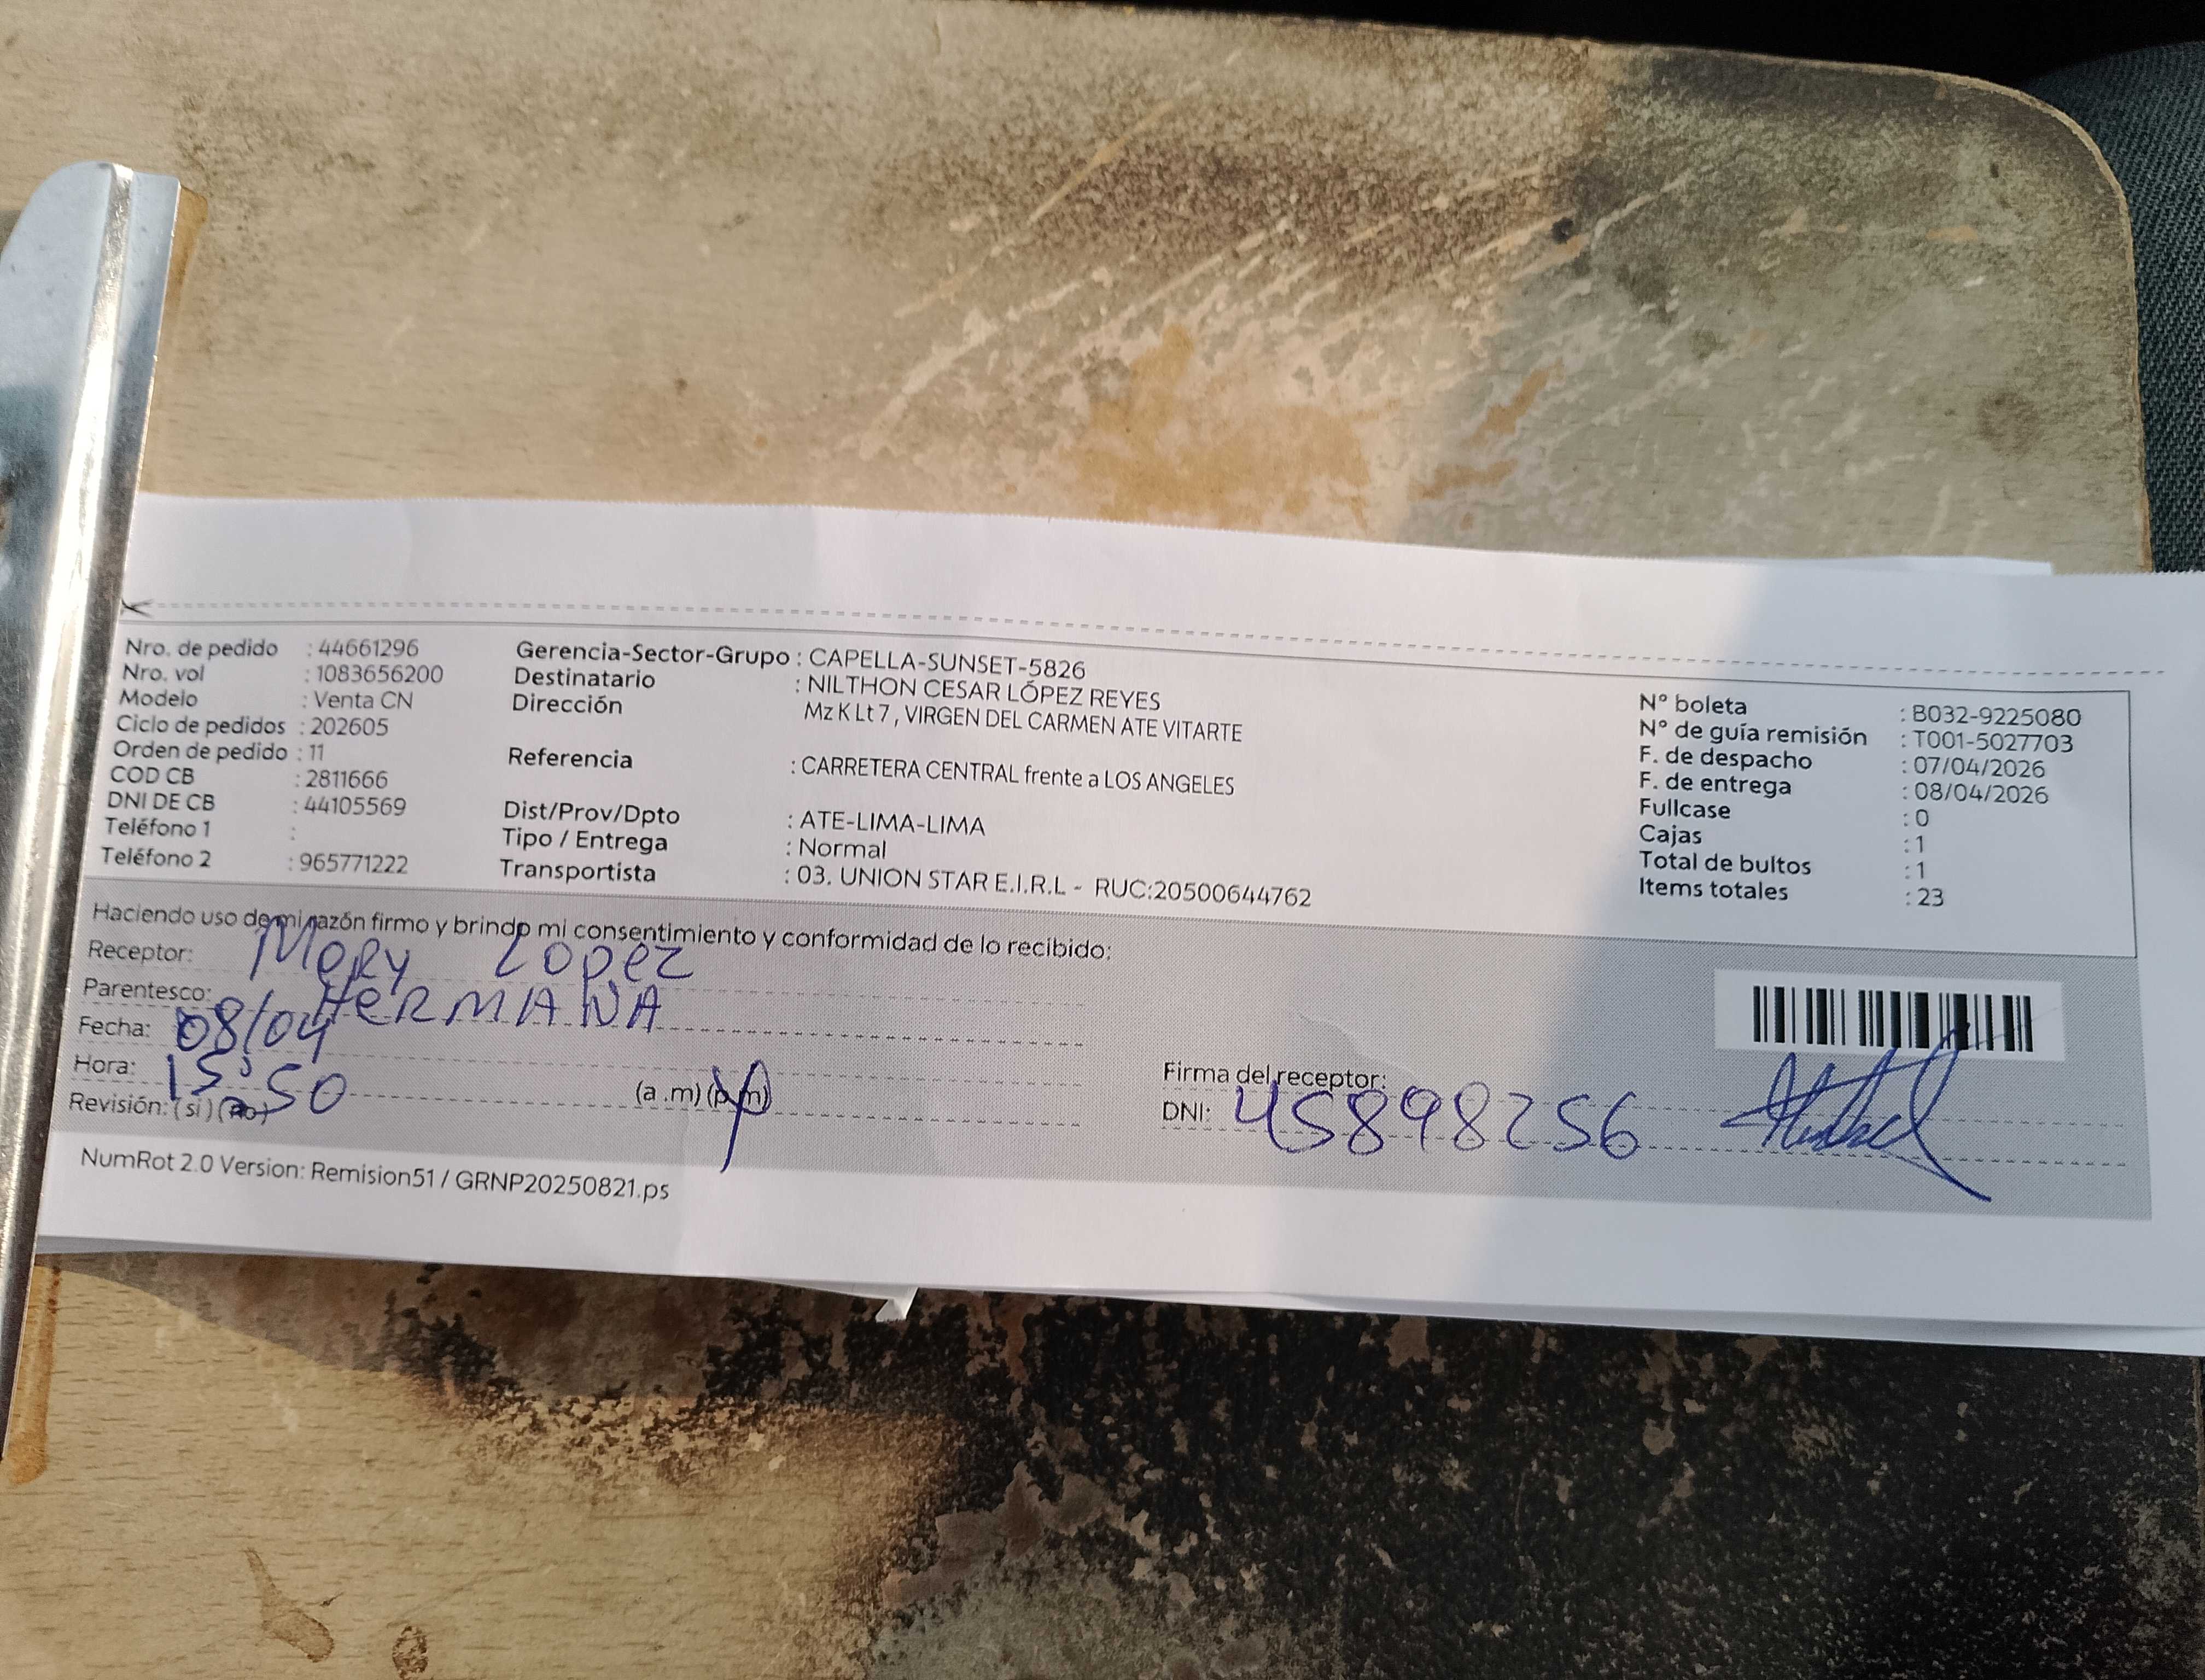 Nro. de pedido : 44661296
Nro. vol : 1083656200
Modelo : Venta CN
Ciclo de pedidos : 202605
Orden de pedido : 11
COD CB : 2811666
DNI DE CB : 44105569
Teléfono 1 :
Teléfono 2 : 965771222
Gerencia-Sector-Grupo : CAPELLA-SUNSET-5826
Destinatario : NILTHON CESAR LÓPEZ REYES
Dirección Mz K Lt 7 , VIRGEN DEL CARMEN ATE VITARTE
Referencia : CARRETERA CENTRAL frente a LOS ANGELES
Dist/Prov/Dpto : ATE-LIMA-LIMA
Tipo / Entrega : Normal
Transportista : 03. UNION STAR E.I.R.L - RUC:20500644762
N° boleta : B032-9225080
N° de guía remisión : T001-5027703
F. de despacho : 07/04/2026
F. de entrega : 08/04/2026
Fullcase : 0
Cajas : 1
Total de bultos : 1
Items totales : 23
Haciendo uso de mi razón firmo y brindo mi consentimiento y conformidad de lo recibido:
Receptor: Mery Lopez
Parentesco: HERMANA
Fecha: 08/04
Hora: 15:50 (a .m) (p.m)
Revisión: (si) (no)
Firma del receptor:
DNI: 45898256
NumRot 2.0 Version: Remision51 / GRNP20250821.ps